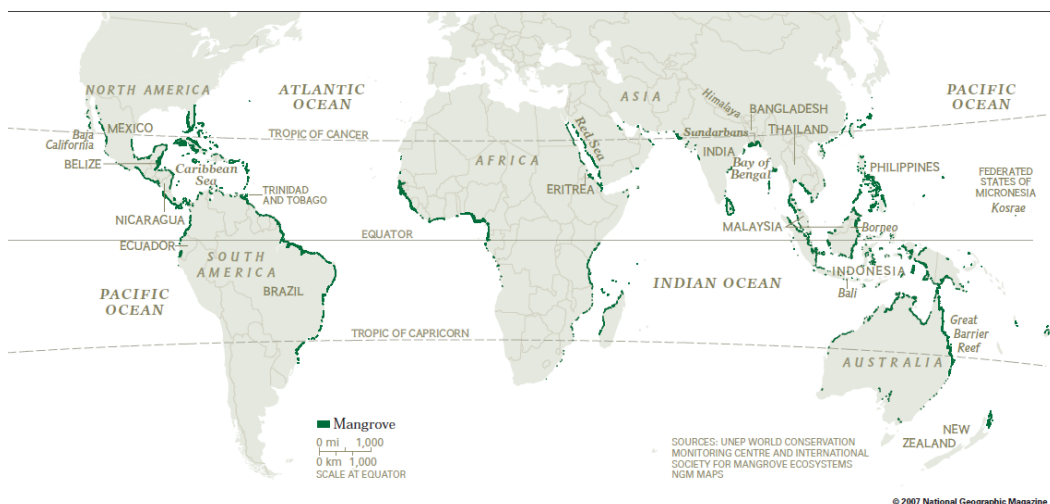 NORTH AMERICA
ATLANTIC
OCEAN
ASIA
Himalaya
BANGLADESH
PACIFIC
OCEAN
MEXICO
Baja
California
TROPIC OF CANCER
Red Sea
Sundarbans
THAILAND
INDIA
BELIZE
Caribbean
Sea
AFRICA
Bay of
Bengal
PHILIPPINES
FEDERATED
STATES OF
MICRONESIA
Kosrae
TRINIDAD
AND TOBAGO
ERITREA
NICARAGUA
EQUATOR
MALAYSIA
Borneo
ECUADOR
SOUTH
AMERICA
BRAZIL
INDIAN OCEAN
INDONESIA
Bali
PACIFIC
OCEAN
TROPIC OF CAPRICORN
Great
Barrier
Reef
AUSTRALIA
Mangrove
0 mi 1,000
0 km 1,000
SCALE AT EQUATOR
NEW
ZEALAND
SOURCES: UNEP WORLD CONSERVATION
MONITORING CENTRE AND INTERNATIONAL
SOCIETY FOR MANGROVE ECOSYSTEMS
NGM MAPS
© 2007 National Geographic Magazine